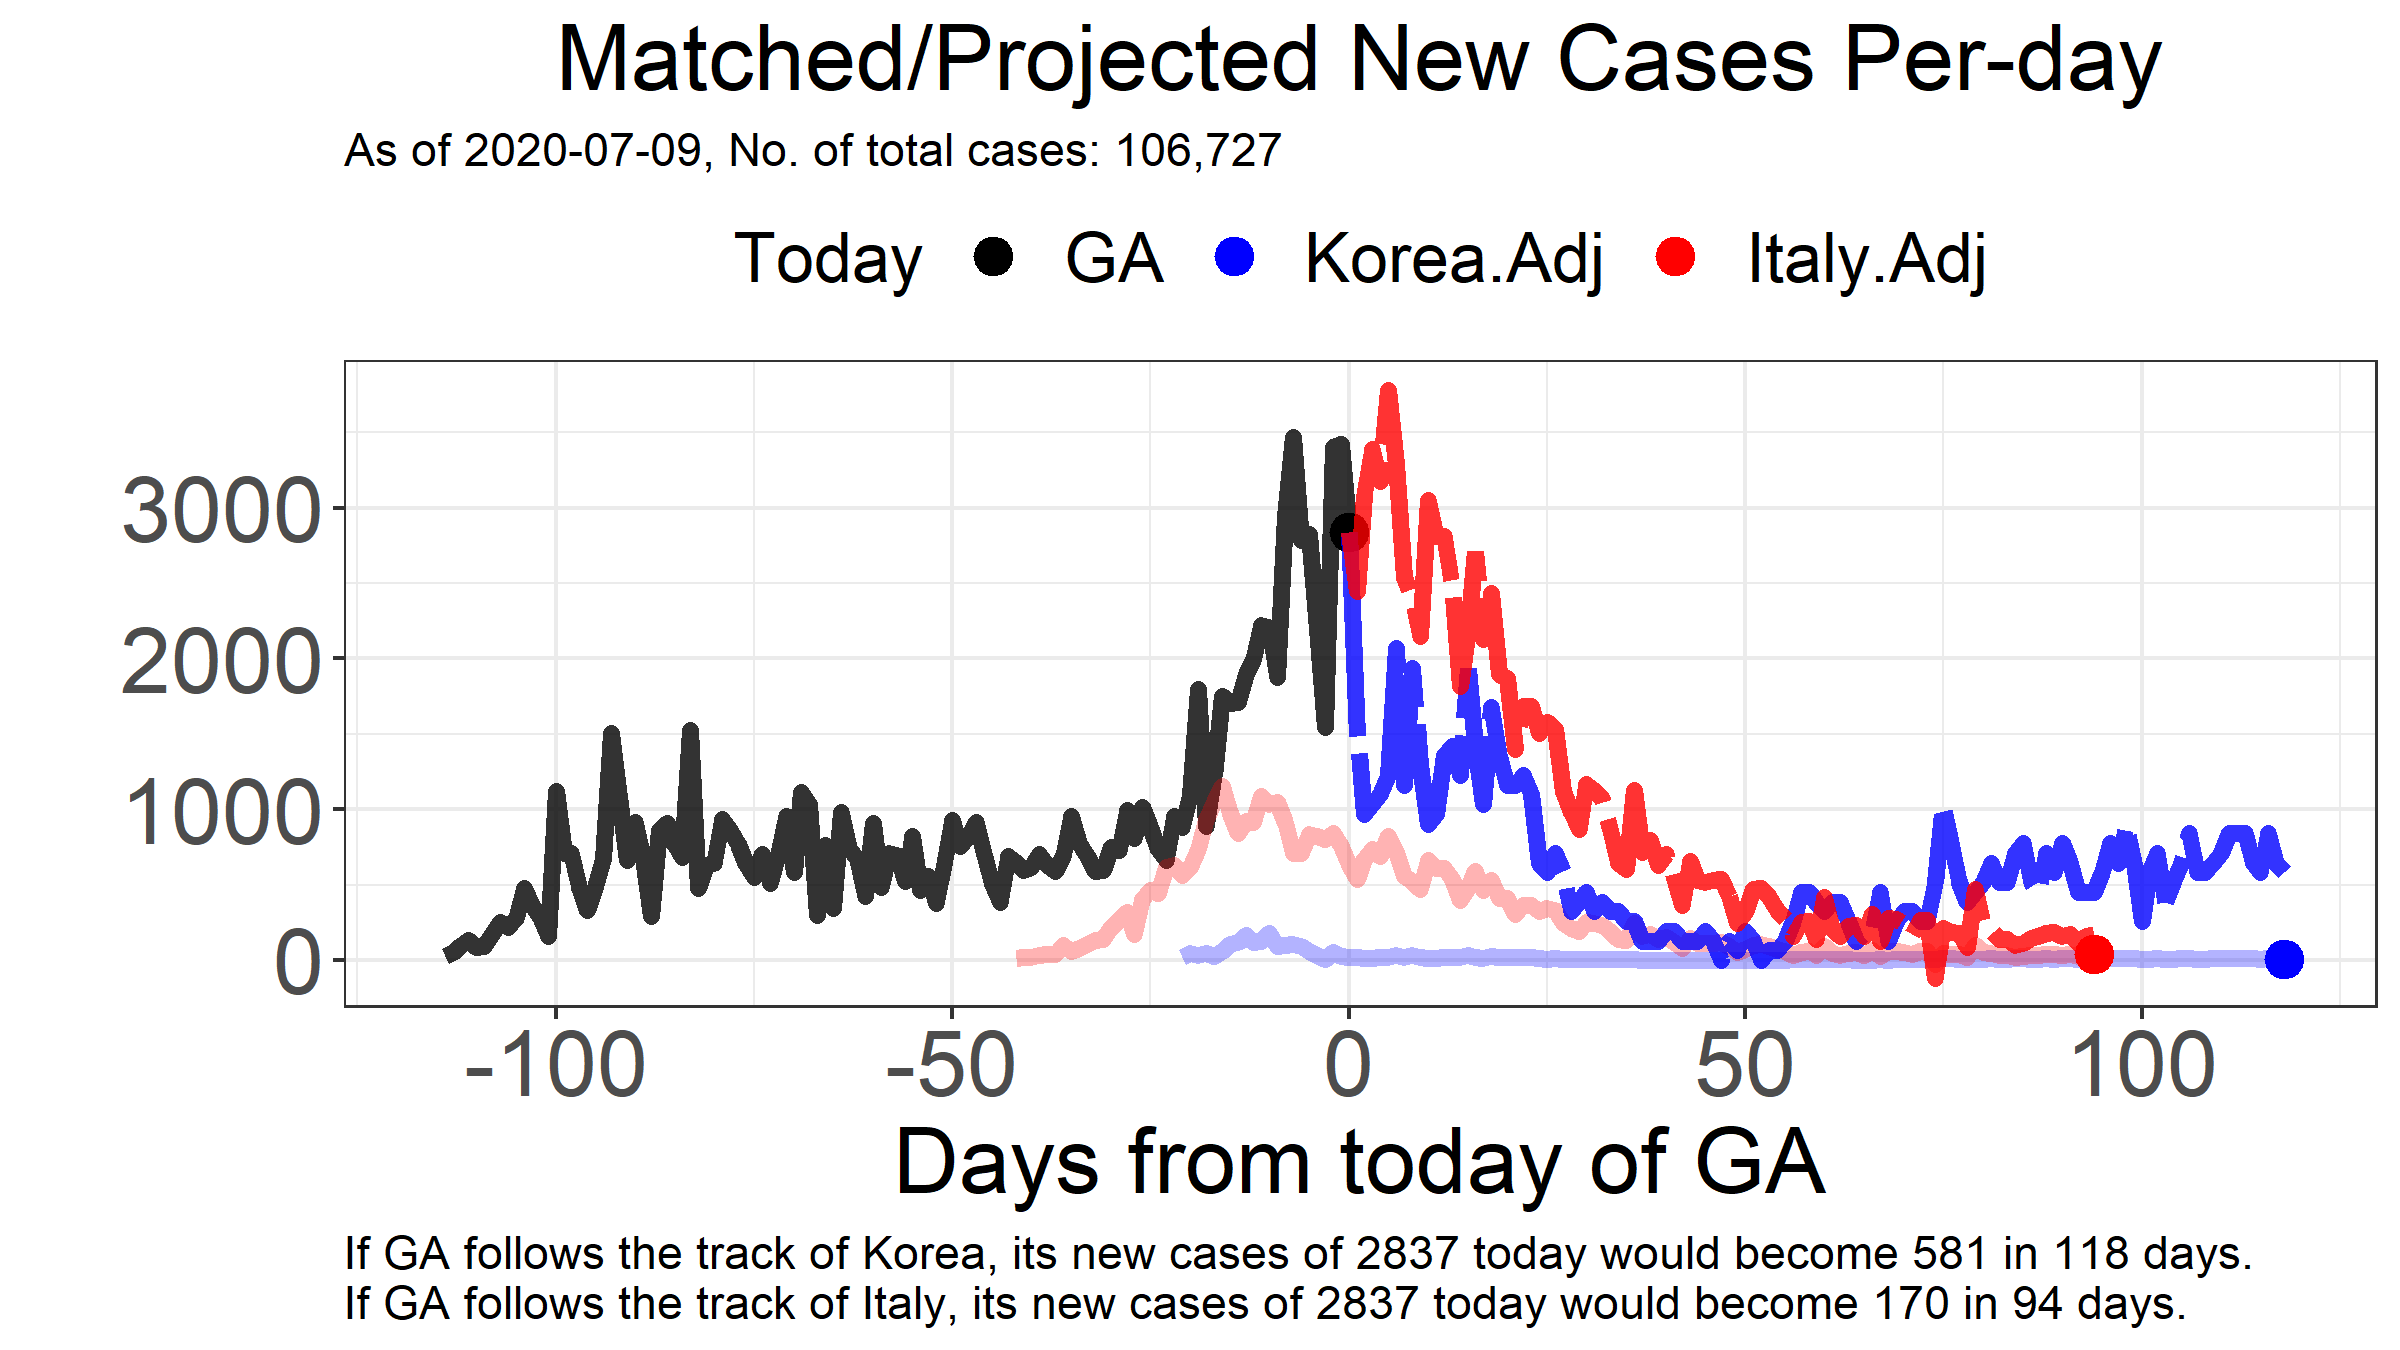 Matched/Projected New Cases Per-day
As of 2020-07-09, No. of total cases: 106,727
Today GA Korea.Adj Italy.Adj
3000
2000
1000
0
-100 -50 0 50 100
Days from today of GA
If GA follows the track of Korea, its new cases of 2837 today would become 581 in 118 days.
If GA follows the track of Italy, its new cases of 2837 today would become 170 in 94 days.